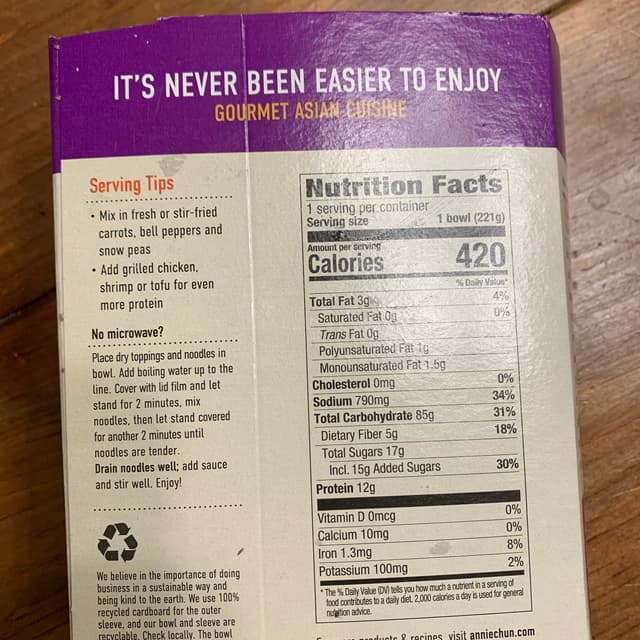 IT'S NEVER BEEN EASIER TO ENJOY
GOURMET ASIAN CUISINE
Serving Tips
• Mix in fresh or stir-fried
carrots, bell peppers and
snow peas
• Add grilled chicken,
shrimp or tofu for even
more protein
No microwave?
Place dry toppings and noodles in
bowl. Add boiling water up to the
line. Cover with lid film and let
stand for 2 minutes, mix
noodles, then let stand covered
for another 2 minutes until
noodles are tender.
Drain noodles well; add sauce
and stir well. Enjoy!
We believe in the importance of doing
business in a sustainable way and
being kind to the earth. We use 100%
recycled cardboard for the outer
sleeve, and our bowl and sleeve are
recyclable. Check locally. The bowl
Nutrition Facts
1 serving per container
Serving size 1 bowl (221g)
Amount per serving
Calories 420
% Daily Value*
Total Fat 3g 4%
Saturated Fat 0g 0%
Trans Fat 0g
Polyunsaturated Fat 1g
Monounsaturated Fat 1.5g
Cholesterol 0mg 0%
Sodium 790mg 34%
Total Carbohydrate 85g 31%
Dietary Fiber 5g 18%
Total Sugars 17g
Incl. 15g Added Sugars 30%
Protein 12g
Vitamin D 0mcg 0%
Calcium 10mg 0%
Iron 1.3mg 8%
Potassium 100mg 2%
* The % Daily Value (DV) tells you how much a nutrient in a serving of
food contributes to a daily diet. 2,000 calories a day is used for general
nutrition advice.
products & recipes, visit anniechun.com